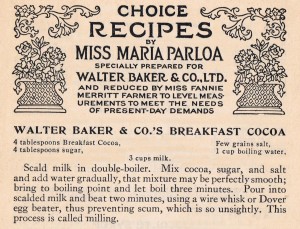 CHOICE
RECIPES
BY
MISS MARIA PARLOA
SPECIALLY PREPARED FOR
WALTER BAKER & CO., LTD.
AND REDUCED BY MISS FANNIE
MERRITT FARMER TO LEVEL MEAS-
UREMENTS TO MEET THE NEEDS
OF PRESENT-DAY DEMANDS
WALTER BAKER & CO.'S BREAKFAST COCOA
4 tablespoons Breakfast Cocoa, Few grains salt,
4 tablespoons sugar, 1 cup boiling water,
3 cups milk.
Scald milk in double-boiler. Mix cocoa, sugar, and salt
and add water gradually, that mixture may be perfectly smooth;
bring to boiling point and let boil three minutes. Pour into
scalded milk and beat two minutes, using a wire whisk or Dover
egg beater, thus preventing scum, which is so unsightly. This
process is called milling.